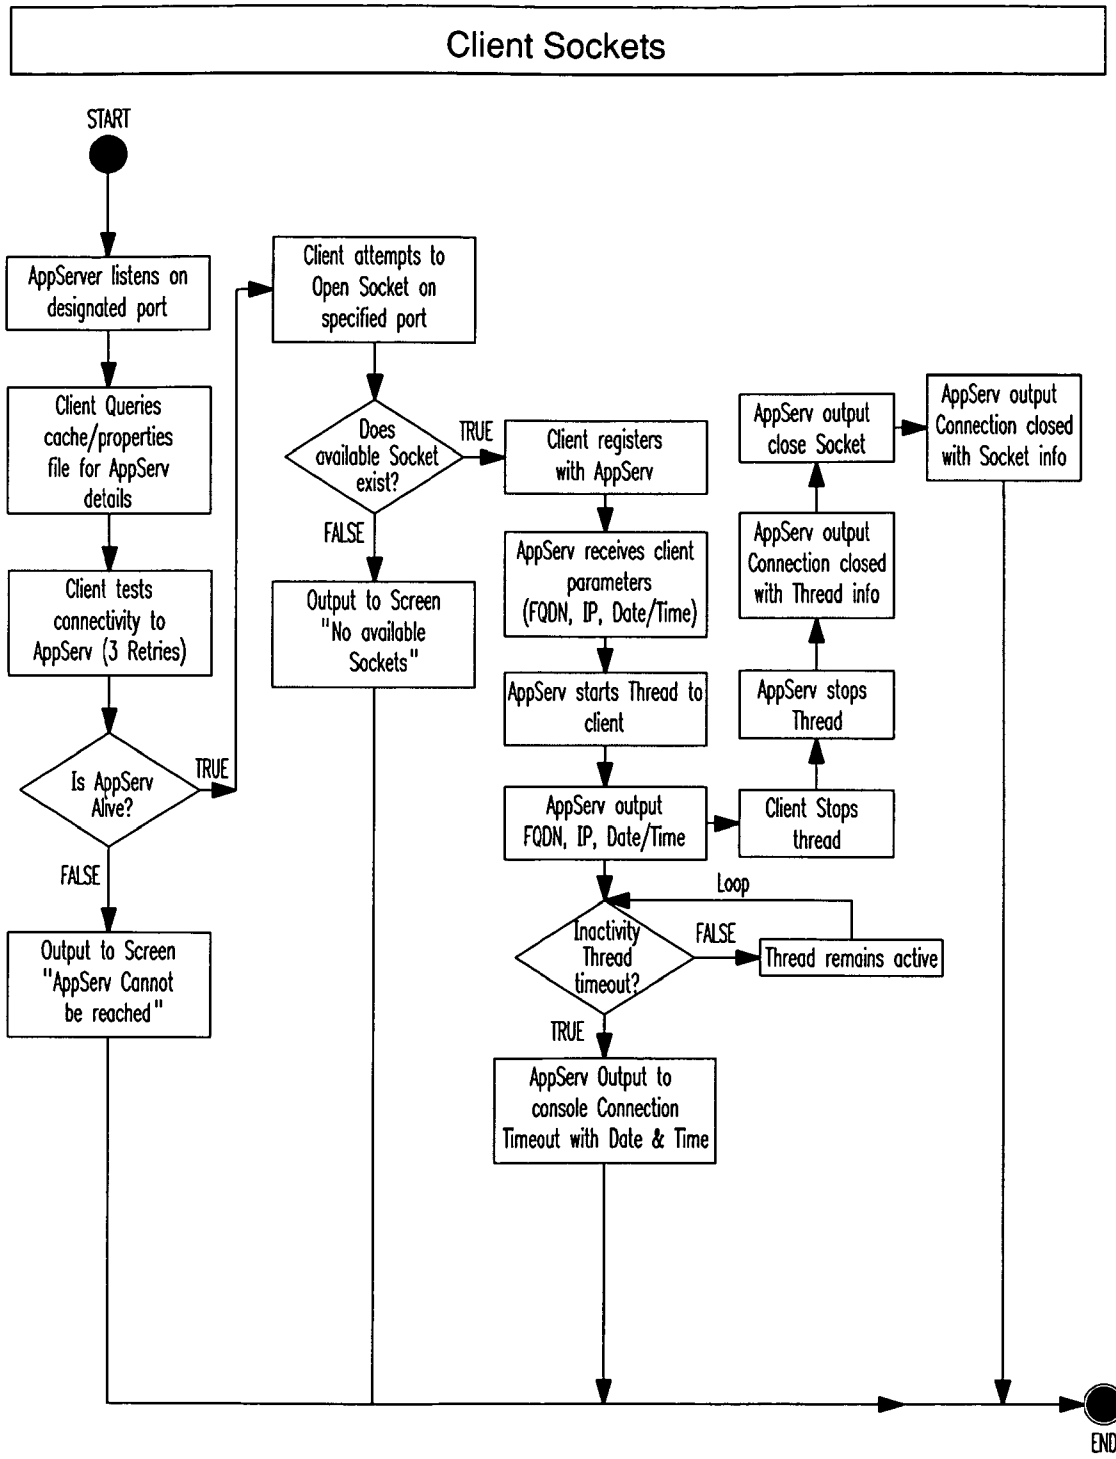 Client Sockets
START
AppServer listens on
designated port
Client Queries
cache/properties
file for AppServ
details
Client tests
connectivity to
AppServ (3 Retries)
Is AppServ
Alive?
TRUE
FALSE
Output to Screen
"AppServ Cannot
be reached"
Client attempts to
Open Socket on
specified port
Does
available Socket
exist?
TRUE
FALSE
Output to Screen
"No available
Sockets"
Client registers
with AppServ
AppServ receives client
parameters
(FQDN, IP, Date/Time)
AppServ starts Thread to
client
AppServ output
FQDN, IP, Date/Time
Inactivity
Thread
timeout?
FALSE
Loop
Thread remains active
TRUE
AppServ Output to
console Connection
Timeout with Date & Time
Client Stops
thread
AppServ stops
Thread
AppServ output
Connection closed
with Thread info
AppServ output
close Socket
AppServ output
Connection closed
with Socket info
END